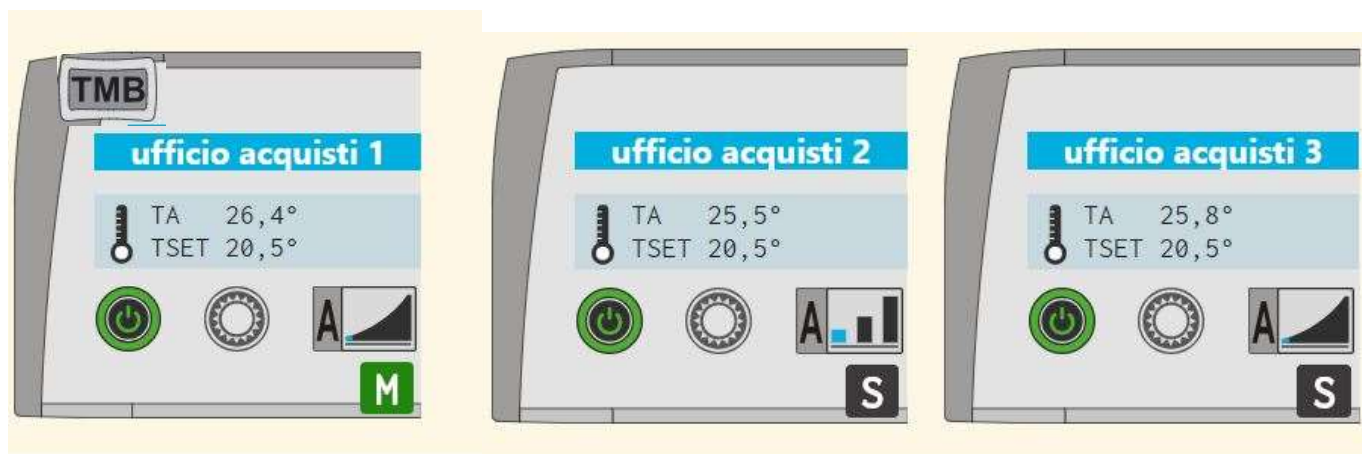 TMB
ufficio acquisti 1
TA 26,4°
TSET 20,5°
A
M
ufficio acquisti 2
TA 25,5°
TSET 20,5°
A
S
ufficio acquisti 3
TA 25,8°
TSET 20,5°
A
S